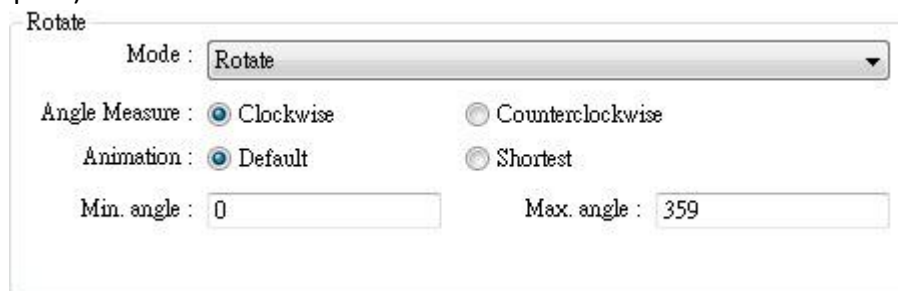 Rotate
Mode : Rotate
Angle Measure : Clockwise Counterclockwise
Animation : Default Shortest
Min. angle : 0 Max. angle : 359